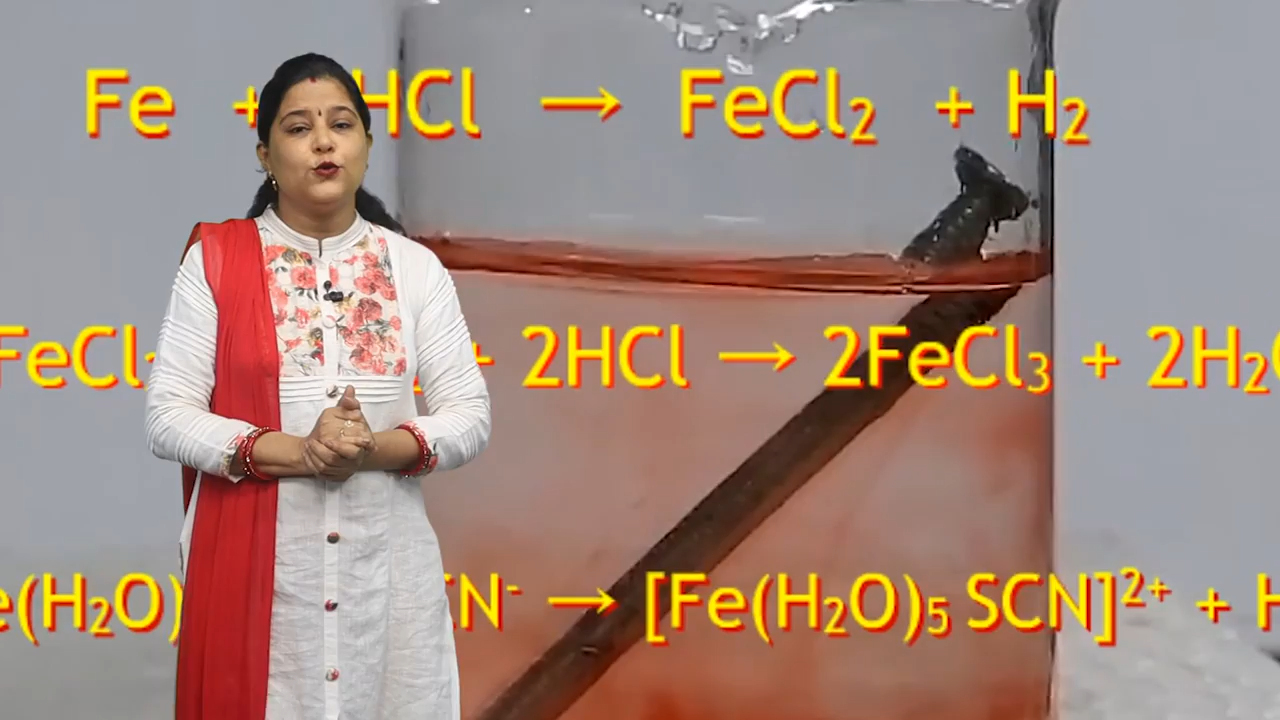 Fe + HCl → FeCl₂ + H₂
FeCl + 2HCl → 2FeCl₃ + 2H₂
(H₂O) N⁻ → [Fe(H₂O)₅ SCN]²⁺ + H